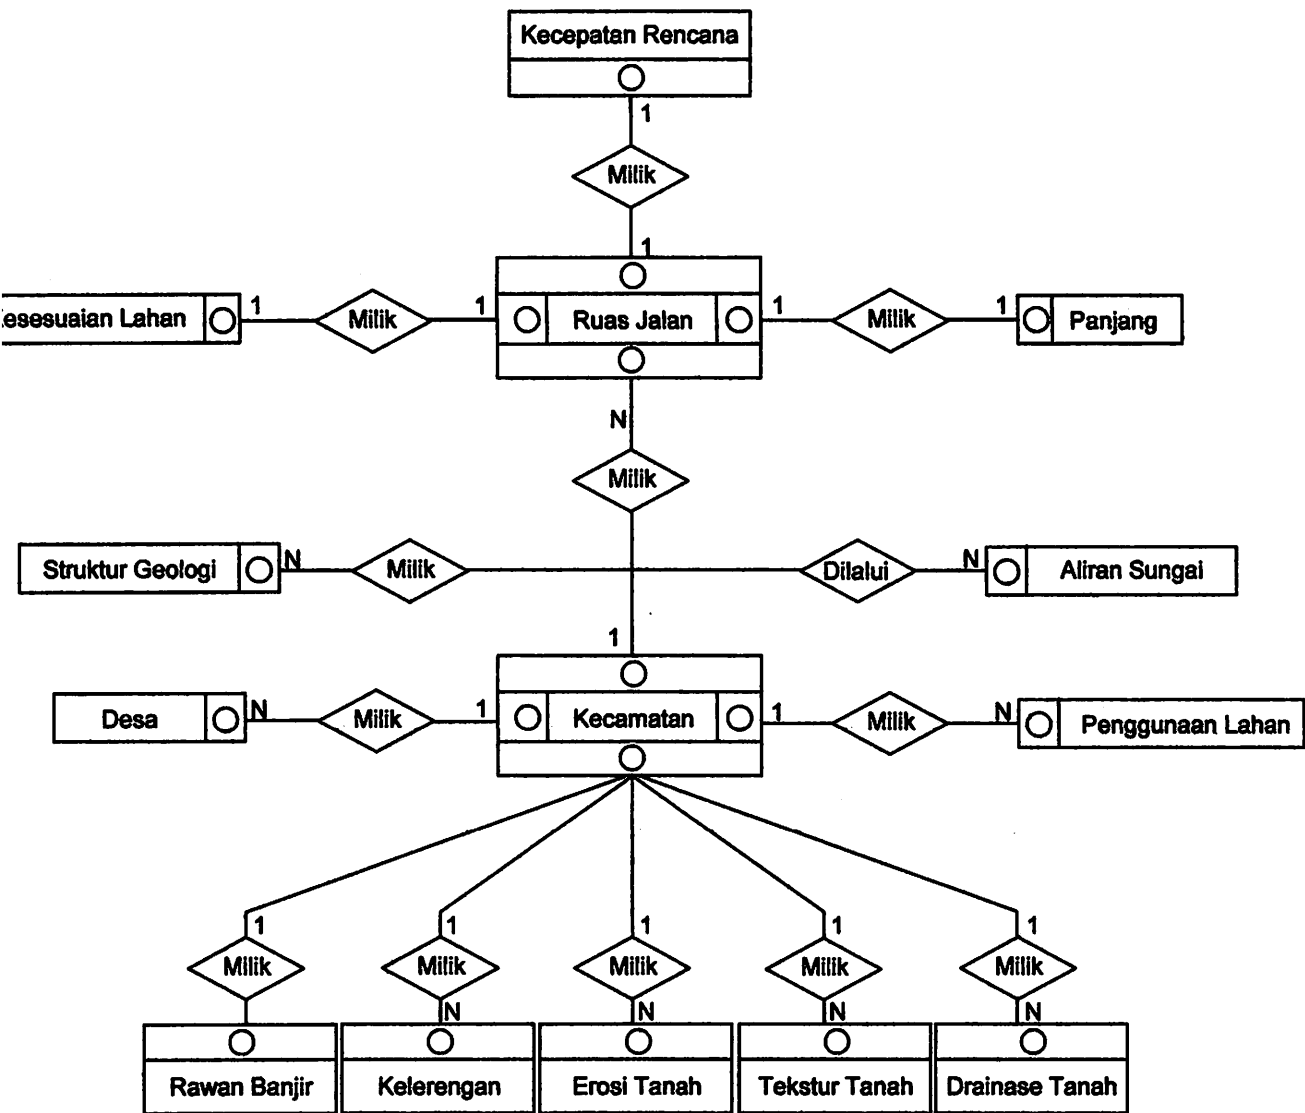 Kecepatan Rencana
1
Milik
1
esesuaian Lahan 1 Milik 1 Ruas Jalan 1 Milik 1 Panjang
N
Milik
Struktur Geologi N Milik Dilalui N Aliran Sungai
1
Desa N Milik 1 Kecamatan 1 Milik N Penggunaan Lahan
1 1 1 1 1
Milik Milik Milik Milik Milik
N N N N
Rawan Banjir Kelerengan Erosi Tanah Tekstur Tanah Drainase Tanah